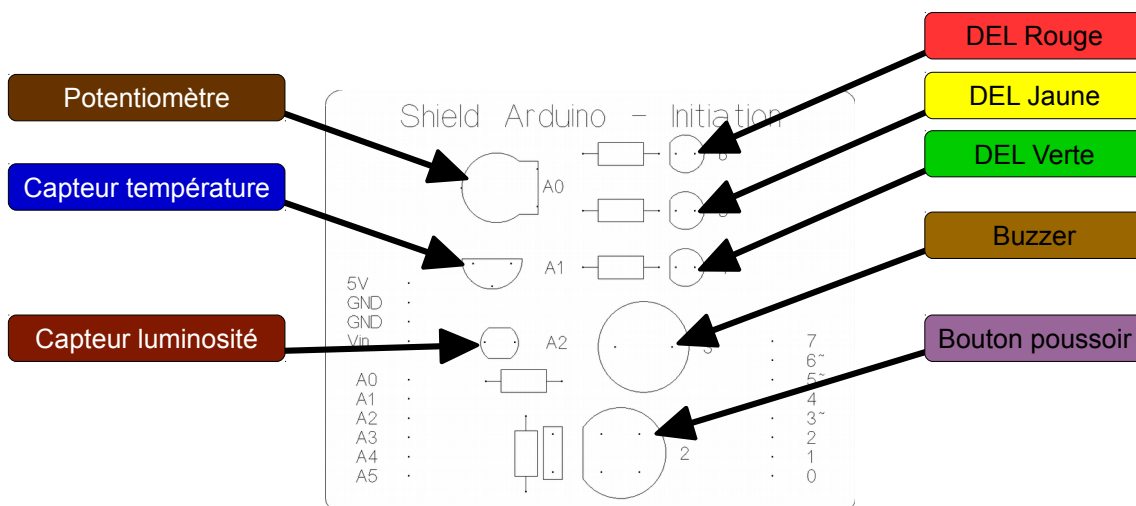 DEL Rouge
Potentiomètre
DEL Jaune
Shield Arduino - Initiation
DEL Verte
Capteur température
A0
Buzzer
A1
5V
GND
GND
Vin
Capteur luminosité
A2
Bouton poussoir
7
6~
5~
4
3~
2
1
0
A0
A1
A2
A3
A4
A5
2